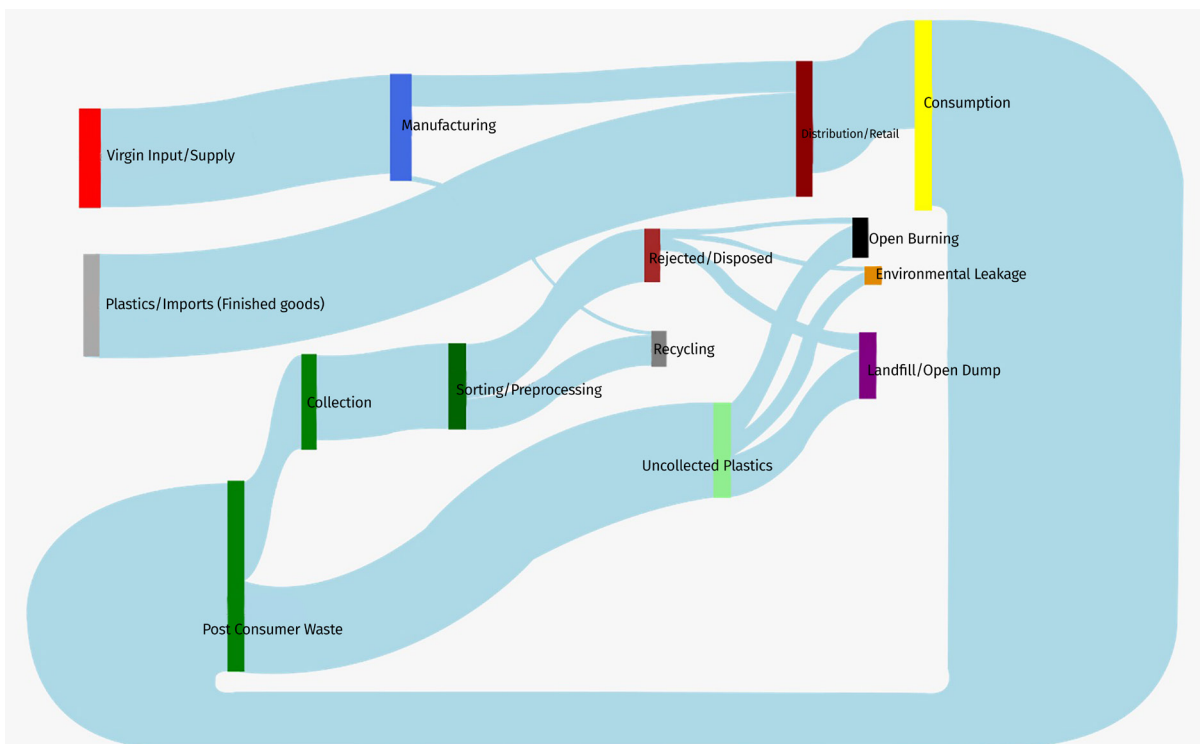 Consumption
Manufacturing
Distribution/Retail
Virgin Input/Supply
Open Burning
Rejected/Disposed
Environmental Leakage
Plastics/Imports (Finished goods)
Recycling
Landfill/Open Dump
Sorting/Preprocessing
Collection
Uncollected Plastics
Post Consumer Waste